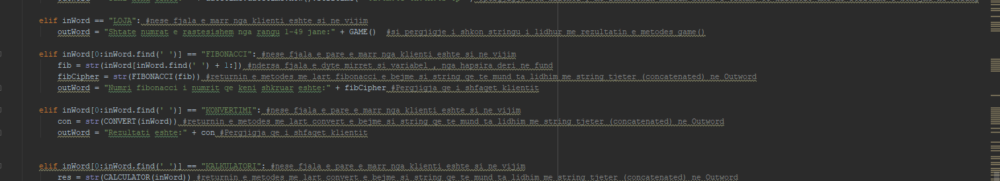 elif inWord == "LOJA": #nese fjala e marr nga klienti eshte si ne vijim
outWord = "Shtate numrat e rastesishem nga rangu 1-49 jane:" + GAME()  #si pergjigje i shkon stringu i lidhur me rezultatin e metodes game()
elif inWord[0:inWord.find(' ')] == "FIBONACCI": #nese fjala e pare e marr nga klienti eshte si ne vijim
fib = str(inWord[inWord.find(' ') + 1:]) #ndersa fjala e dyte mirret si variabel , nga hapsira deri ne fund
fibCipher = str(FIBONACCI(fib)) #returnin e metodes me lart fibonacci e bejme si string qe te mund ta lidhim me string tjeter (concatenated) ne Outword
outWord = "Numri fibonacci i numrit qe keni shkruar eshte:" + fibCipher #Pergjigja qe i shfaqet klientit
elif inWord[0:inWord.find(' ')] == "KONVERTIMI": #nese fjala e pare e marr nga klienti eshte si ne vijim
con = str(CONVERT(inWord)) #returnin e metodes me lart convert e bejme si string qe te mund ta lidhim me string tjeter (concatenated) ne Outword
outWord = "Rezultati eshte:" + con #Pergjigja qe i shfaqet klientit
elif inWord[0:inWord.find(' ')] == "KALKULATORI": #nese fjala e pare e marr nga klienti eshte si ne vijim
res = str(CALCULATOR(inWord)) #returnin e metodes me lart convert e bejme si string qe te mund ta lidhim me string tjeter (concatenated) ne Outword